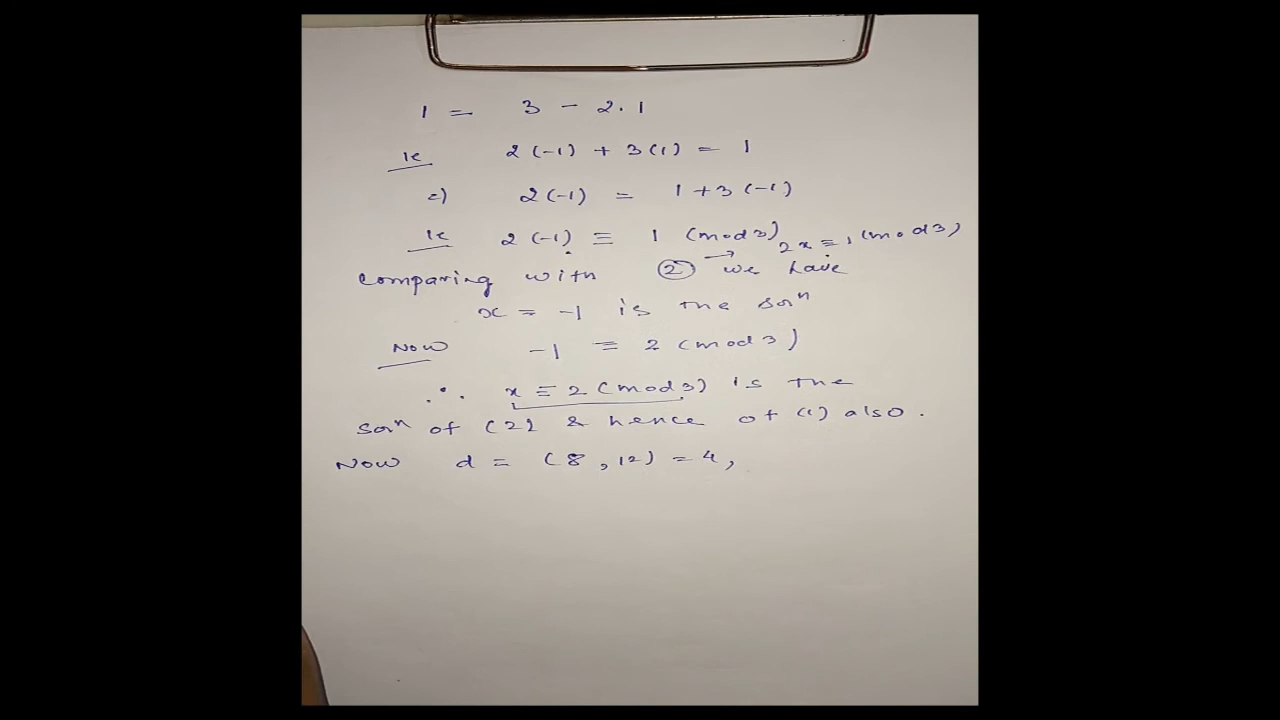 1 = 3 - 2.1
ie 2(-1) + 3(1) = 1
=) 2(-1) = 1+3(-1)
ie 2(-1) ≡ 1 (mod 3) 2x ≡ 1 (mod 3)
Comparing with ② → we have
x = -1 is the solⁿ
Now -1 ≡ 2 (mod 3)
∴ x ≡ 2 (mod 3) is the
solⁿ of (2) & hence of (1) also.
Now d = (8, 12) = 4,